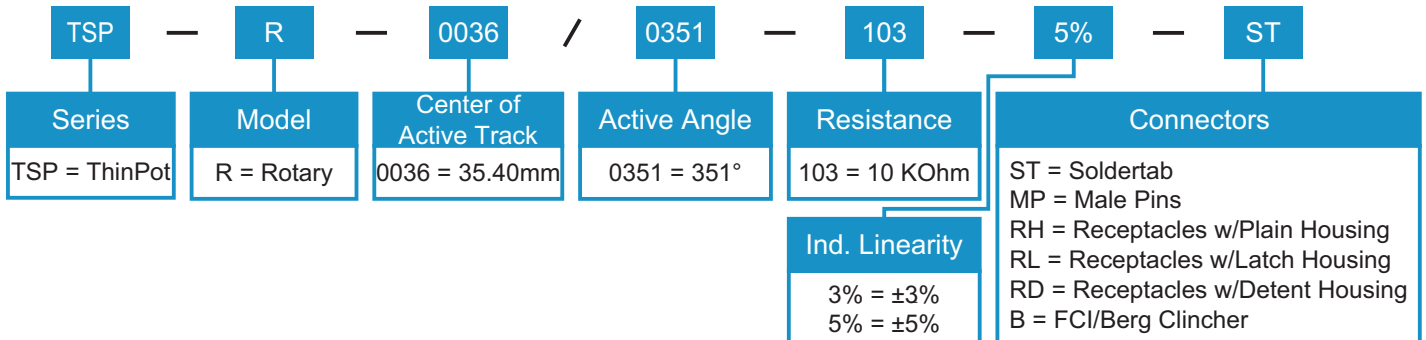 TSP — R — 0036 / 0351 — 103 — 5% — ST
Series
TSP = ThinPot
Model
R = Rotary
Center of
Active Track
0036 = 35.40mm
Active Angle
0351 = 351°
Resistance
103 = 10 KOhm
Ind. Linearity
3% = ±3%
5% = ±5%
Connectors
ST = Soldertab
MP = Male Pins
RH = Receptacles w/Plain Housing
RL = Receptacles w/Latch Housing
RD = Receptacles w/Detent Housing
B = FCI/Berg Clincher